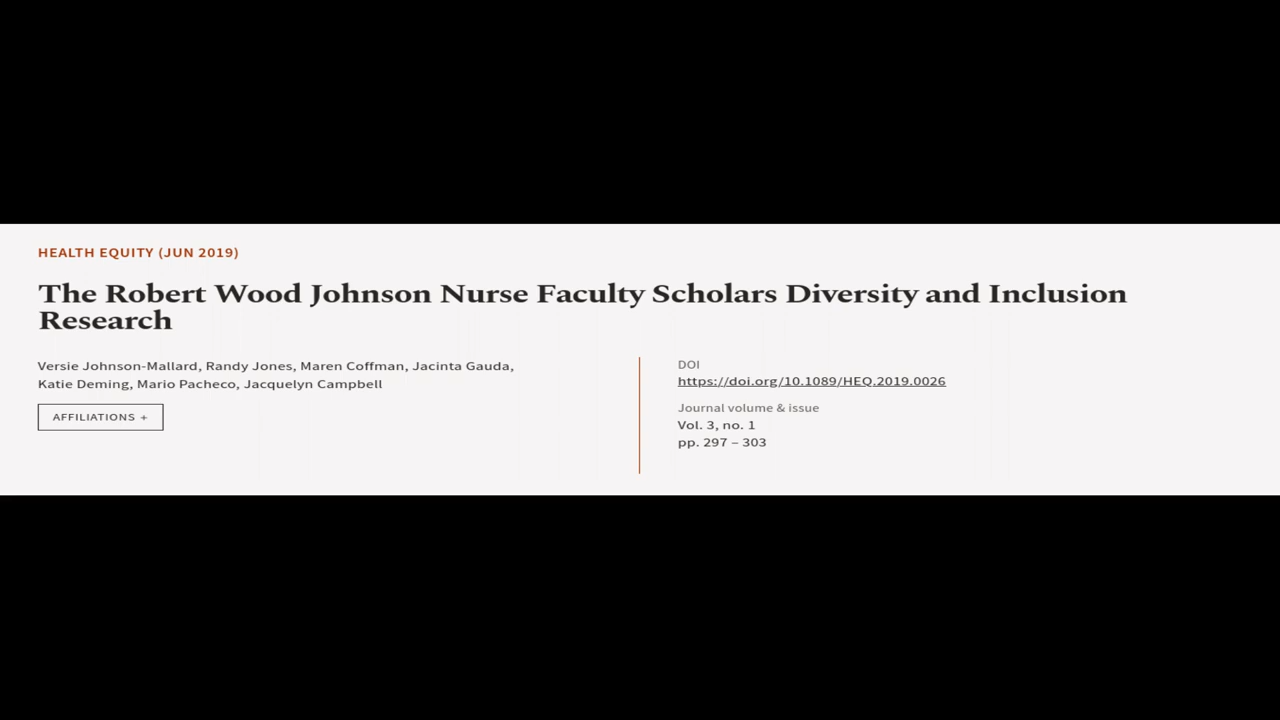 HEALTH EQUITY (JUN 2019)
The Robert Wood Johnson Nurse Faculty Scholars Diversity and Inclusion
Research
Versie Johnson-Mallard, Randy Jones, Maren Coffman, Jacinta Gauda,
Katie Deming, Mario Pacheco, Jacquelyn Campbell
AFFILIATIONS +
DOI
https://doi.org/10.1089/HEQ.2019.0026
Journal volume & issue
Vol. 3, no. 1
pp. 297 – 303